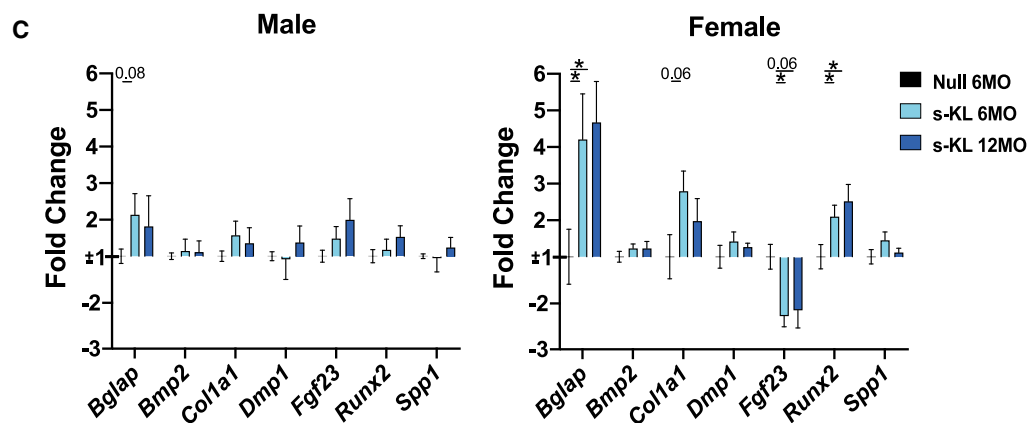 C
Male
Female
Fold Change
6
5
4
3
2
±1
-2
-3
0.08
Bglap
Bmp2
Col1a1
Dmp1
Fgf23
Runx2
Spp1
Fold Change
6
5
4
3
2
±1
-2
-3
*
*
0.06
0.06
*
*
*
Bglap
Bmp2
Col1a1
Dmp1
Fgf23
Runx2
Spp1
Null 6MO
s-KL 6MO
s-KL 12MO